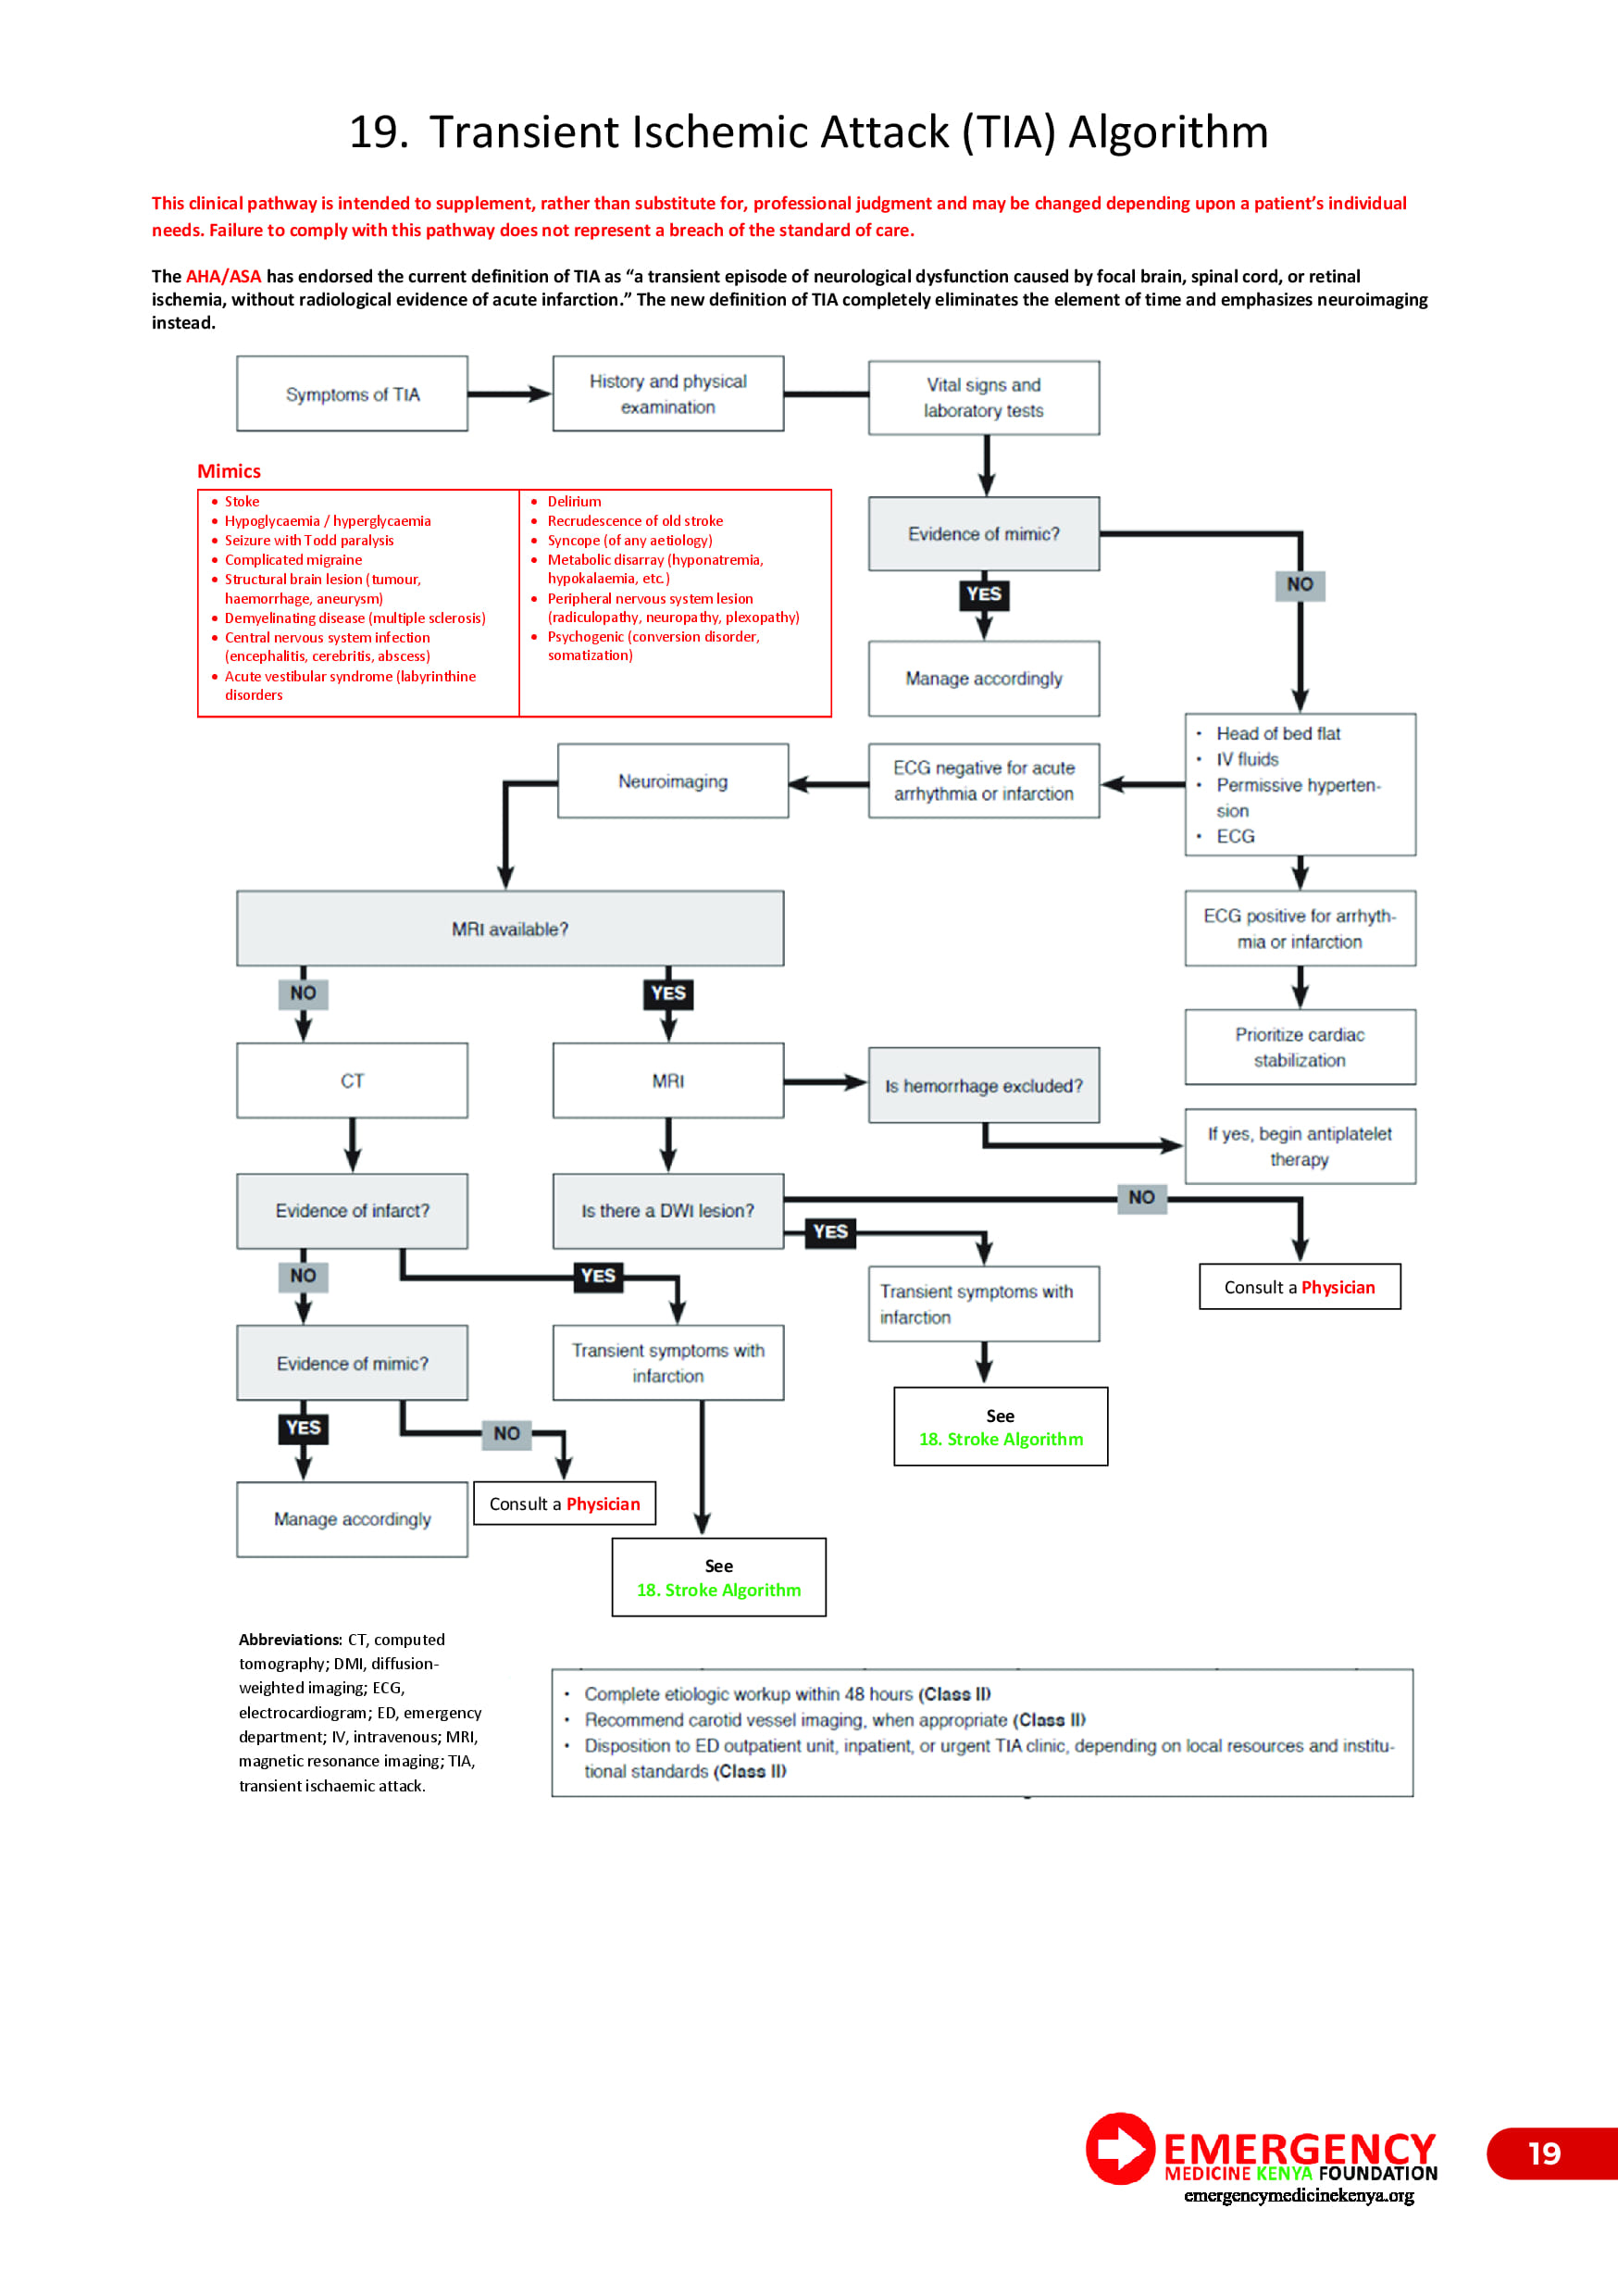 19. Transient Ischemic Attack (TIA) Algorithm
This clinical pathway is intended to supplement, rather than substitute for, professional judgment and may be changed depending upon a patient’s individual
needs. Failure to comply with this pathway does not represent a breach of the standard of care.
The AHA/ASA has endorsed the current definition of TIA as “a transient episode of neurological dysfunction caused by focal brain, spinal cord, or retinal
ischemia, without radiological evidence of acute infarction.” The new definition of TIA completely eliminates the element of time and emphasizes neuroimaging
instead.
Symptoms of TIA
History and physical
examination
Vital signs and
laboratory tests
Mimics
• Stoke
• Hypoglycaemia / hyperglycaemia
• Seizure with Todd paralysis
• Complicated migraine
• Structural brain lesion (tumour,
haemorrhage, aneurysm)
• Demyelinating disease (multiple sclerosis)
• Central nervous system infection
(encephalitis, cerebritis, abscess)
• Acute vestibular syndrome (labyrinthine
disorders
• Delirium
• Recrudescence of old stroke
• Syncope (of any aetiology)
• Metabolic disarray (hyponatremia,
hypokalaemia, etc.)
• Peripheral nervous system lesion
(radiculopathy, neuropathy, plexopathy)
• Psychogenic (conversion disorder,
somatization)
Evidence of mimic?
YES
NO
Manage accordingly
• Head of bed flat
• IV fluids
• Permissive hyperten-
sion
• ECG
ECG negative for acute
arrhythmia or infarction
Neuroimaging
MRI available?
ECG positive for arrhyth-
mia or infarction
NO
YES
Prioritize cardiac
stabilization
CT
MRI
Is hemorrhage excluded?
If yes, begin antiplatelet
therapy
Evidence of infarct?
Is there a DWI lesion?
NO
YES
NO
YES
Transient symptoms with
infarction
Consult a Physician
Evidence of mimic?
Transient symptoms with
infarction
See
18. Stroke Algorithm
YES
NO
Manage accordingly
Consult a Physician
See
18. Stroke Algorithm
Abbreviations: CT, computed
tomography; DMI, diffusion-
weighted imaging; ECG,
electrocardiogram; ED, emergency
department; IV, intravenous; MRI,
magnetic resonance imaging; TIA,
transient ischaemic attack.
• Complete etiologic workup within 48 hours (Class II)
• Recommend carotid vessel imaging, when appropriate (Class II)
• Disposition to ED outpatient unit, inpatient, or urgent TIA clinic, depending on local resources and institu-
tional standards (Class II)
EMERGENCY
MEDICINE KENYA FOUNDATION
emergencymedicinekenya.org
19